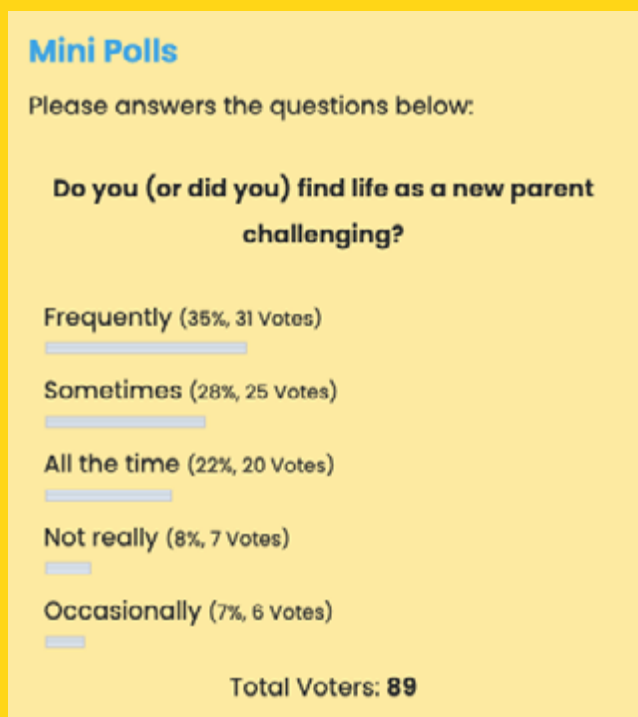 Mini Polls
Please answers the questions below:
Do you (or did you) find life as a new parent
challenging?
Frequently (35%, 31 Votes)
Sometimes (28%, 25 Votes)
All the time (22%, 20 Votes)
Not really (8%, 7 Votes)
Occasionally (7%, 6 Votes)
Total Voters: 89